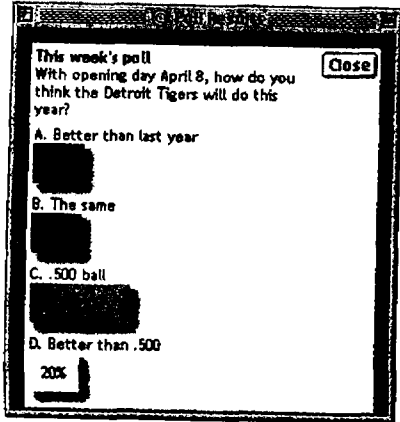 This week's poll
Close
With opening day April 8, how do you
think the Detroit Tigers will do this
year?
A. Better than last year
B. The same
C. .500 ball
D. Better than .500
20%